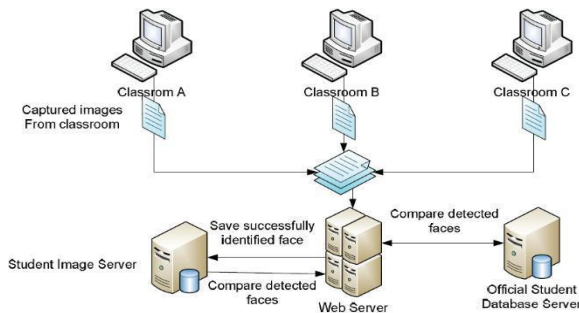 Classrom A
Classroom B
Classroom C
Captured images
From classroom
Save successfully
identified face
Compare detected
faces
Student Image Server
Compare detected
faces
Web Server
Official Student
Database Server